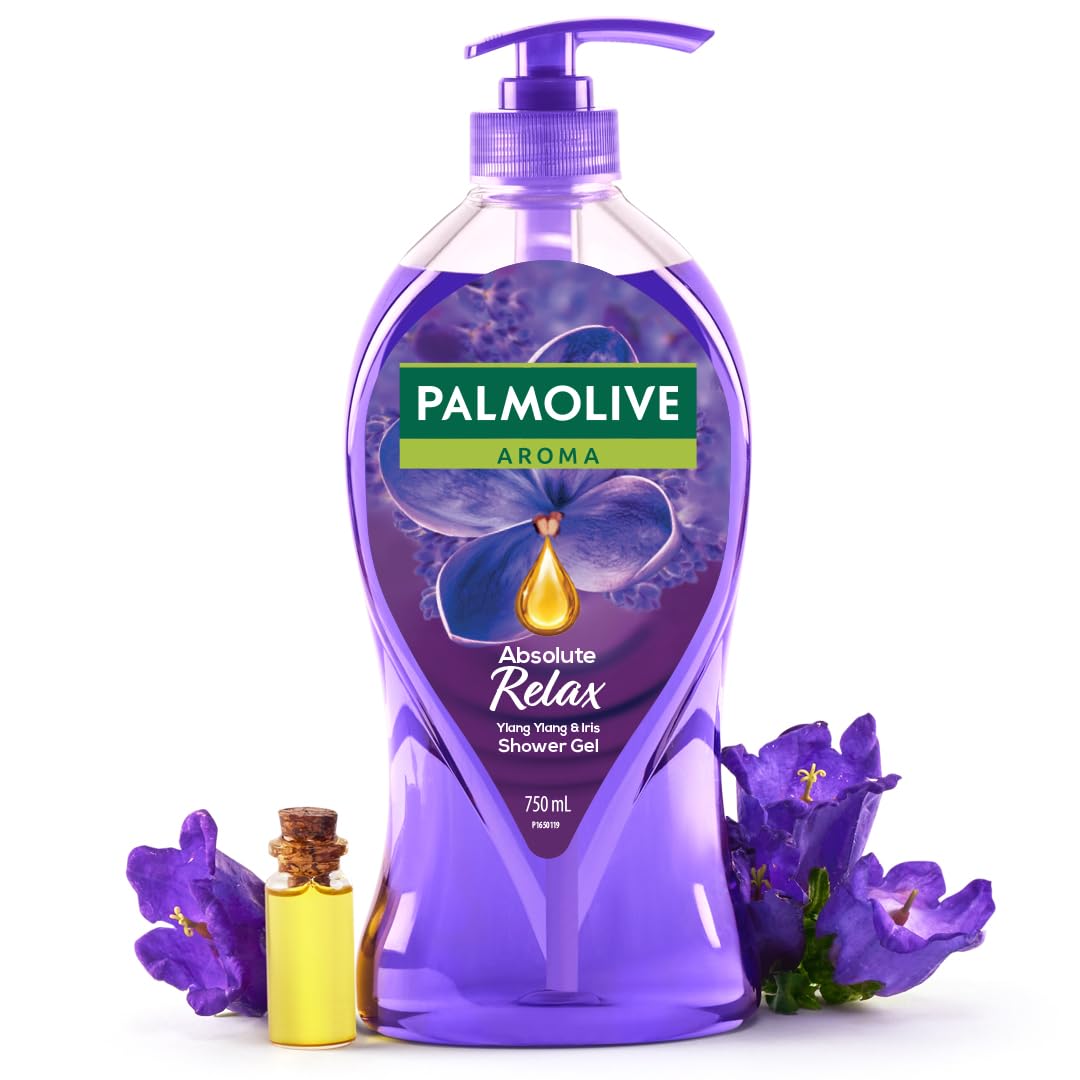 PALMOLIVE
AROMA
Absolute
Relax
Ylang Ylang & Iris
Shower Gel
750 mL
P1650119